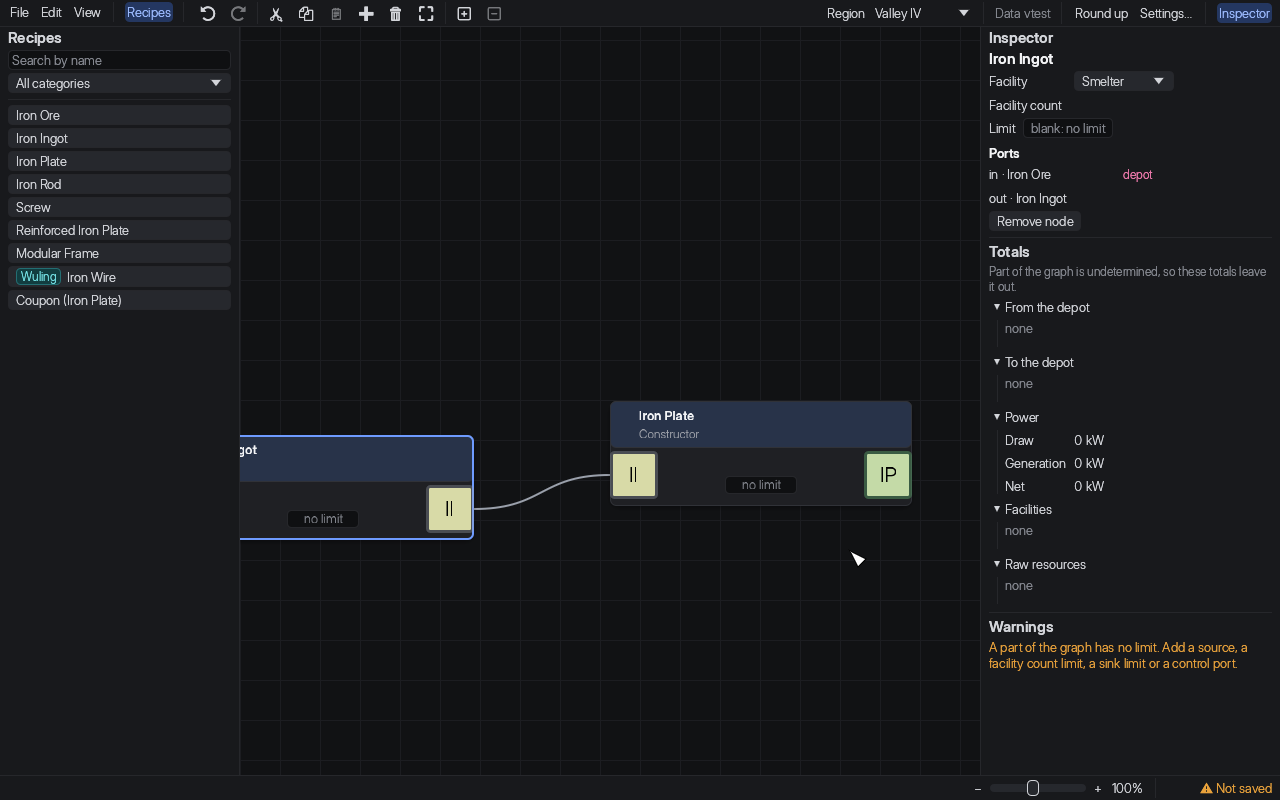 File Edit View Recipes Region Valley IV Data vtest Round up Settings... Inspector
Recipes
Search by name
All categories
Iron Ore
Iron Ingot
Iron Plate
Iron Rod
Screw
Reinforced Iron Plate
Modular Frame
Wuling Iron Wire
Coupon (Iron Plate)
got
no limit
II
Iron Plate
Constructor
II
no limit
IP
Inspector
Iron Ingot
Facility Smelter
Facility count
Limit blank: no limit
Ports
in · Iron Ore depot
out · Iron Ingot
Remove node
Totals
Part of the graph is undetermined, so these totals leave
it out.
From the depot
none
To the depot
none
Power
Draw 0 kW
Generation 0 kW
Net 0 kW
Facilities
none
Raw resources
none
Warnings
A part of the graph has no limit. Add a source, a
facility count limit, a sink limit or a control port.
− + 100% Not saved